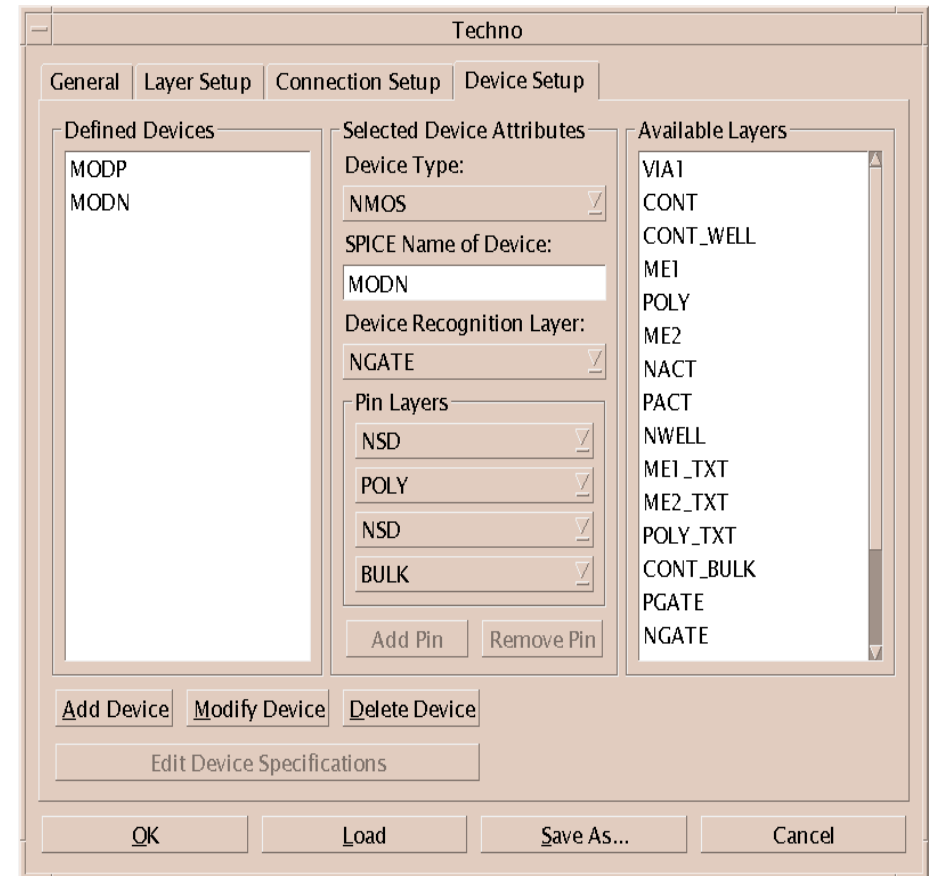 Techno
General
Layer Setup
Connection Setup
Device Setup
Defined Devices
MODP
MODN
Selected Device Attributes
Device Type:
NMOS
SPICE Name of Device:
MODN
Device Recognition Layer:
NGATE
Pin Layers
NSD
POLY
NSD
BULK
Add Pin
Remove Pin
Available Layers
VIA1
CONT
CONT_WELL
ME1
POLY
ME2
NACT
PACT
NWELL
ME1_TXT
ME2_TXT
POLY_TXT
CONT_BULK
PGATE
NGATE
Add Device
Modify Device
Delete Device
Edit Device Specifications
OK
Load
Save As...
Cancel